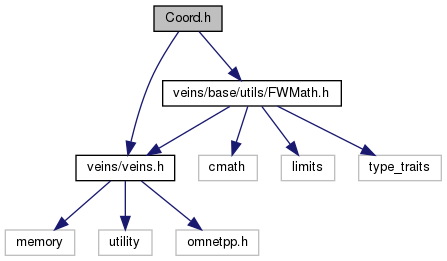 Coord.h
veins/base/utils/FWMath.h
veins/veins.h
cmath
limits
type_traits
memory
utility
omnetpp.h